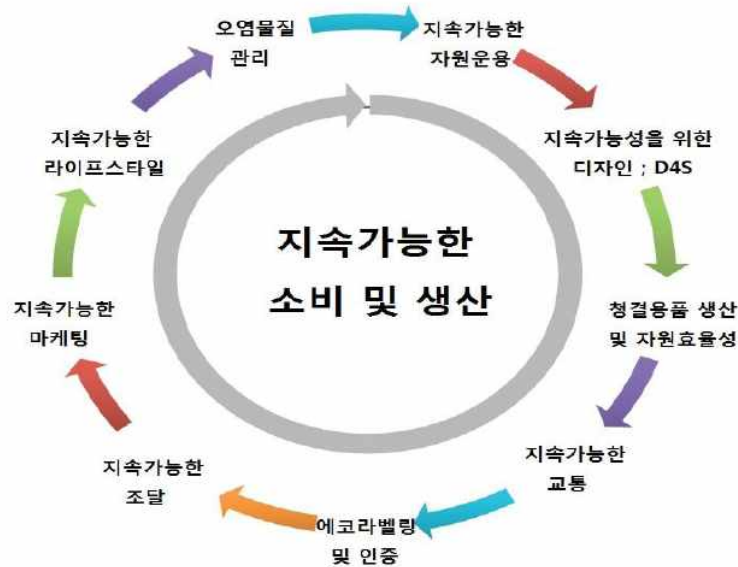 오염물질
관리
지속가능한
자원운용
지속가능성을 위한
디자인 ; D4S
청결용품 생산
및 자원효율성
지속가능한
교통
에코라벨링
및 인증
지속가능한
조달
지속가능한
마케팅
지속가능한
라이프스타일
지속가능한
소비 및 생산